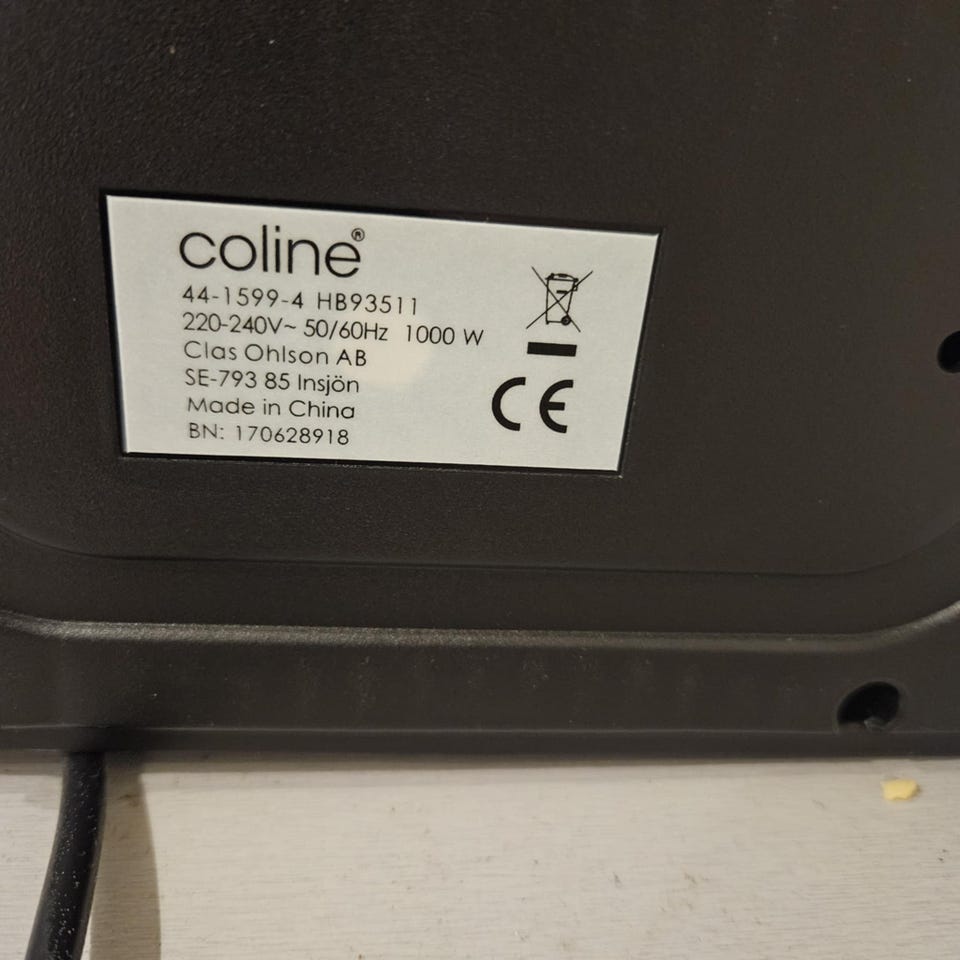 coline®
44-1599-4 HB93511
220-240V~ 50/60Hz 1000 W
Clas Ohlson AB
SE-793 85 Insjön
Made in China
BN: 170628918
CE